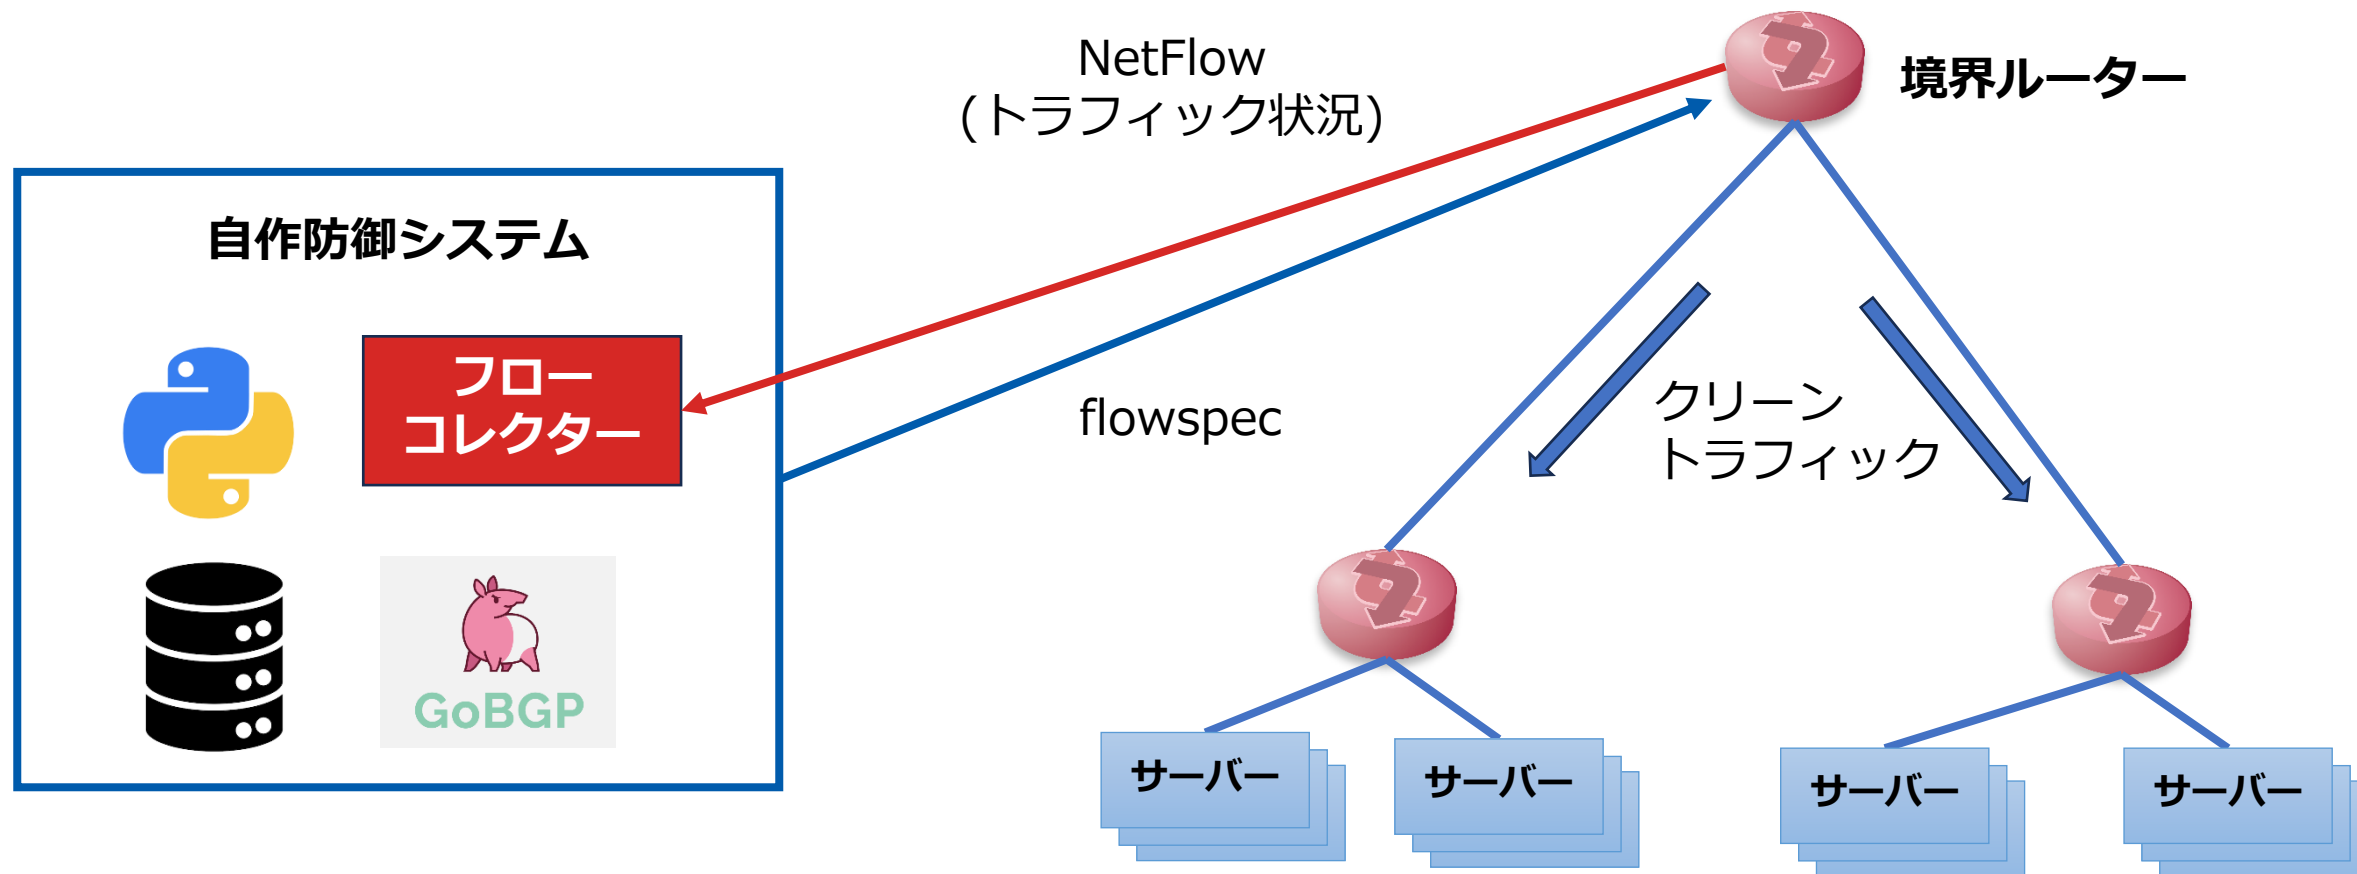 NetFlow
(トラフィック状況)
境界ルーター
自作防御システム
フロー
コレクター
flowspec
クリーン
トラフィック
GoBGP
サーバー
サーバー
サーバー
サーバー